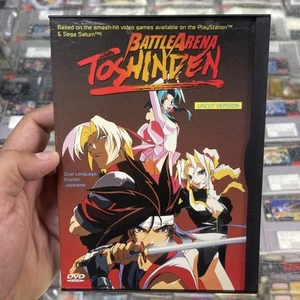 Based on the smash-hit video games available on the PlayStation™
& Sega Saturn™!
BATTLE ARENA
TOSHINDEN
UNCUT VERSION
Dual Language:
English
Japanese
DVD